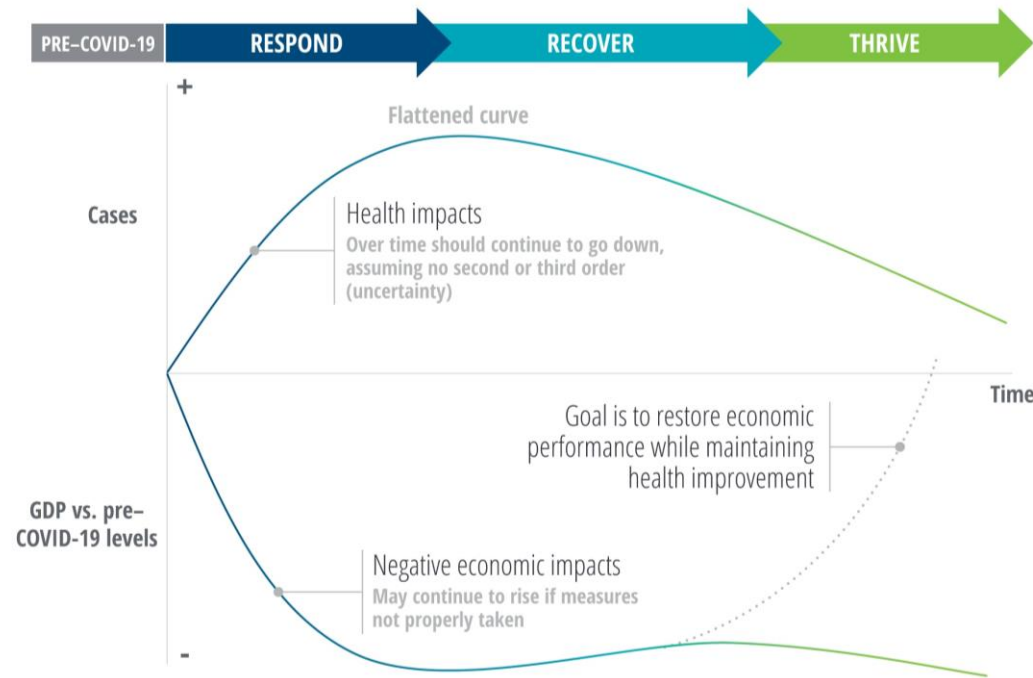 PRE–COVID-19
RESPOND
RECOVER
THRIVE
+
Flattened curve
Cases
Health impacts
Over time should continue to go down,
assuming no second or third order
(uncertainty)
Time
Goal is to restore economic
performance while maintaining
health improvement
GDP vs. pre–
COVID-19 levels
Negative economic impacts
May continue to rise if measures
not properly taken
-